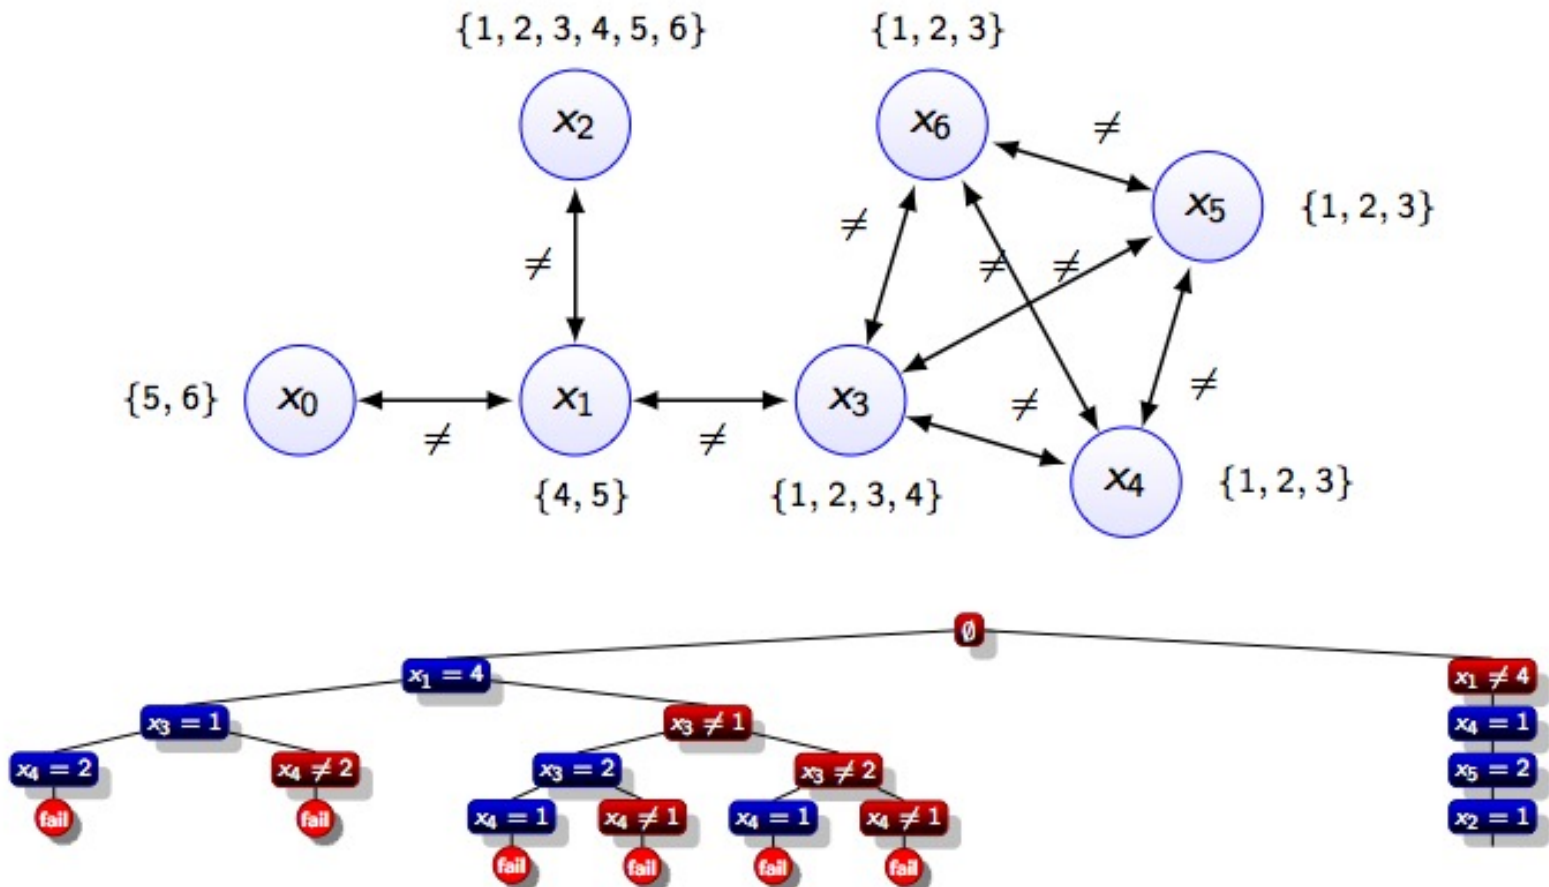 {1, 2, 3, 4, 5, 6} {1, 2, 3}
x₂ x₆ ≠
x₅ {1, 2, 3}
≠
≠ ≠ ≠
{5, 6} x₀ x₁ x₃ ≠ ≠
≠ ≠
{4, 5} {1, 2, 3, 4} x₄ {1, 2, 3}
∅
x₁ = 4 x₁ ≠ 4
x₃ = 1 x₃ ≠ 1 x₄ = 1
x₄ = 2 x₄ ≠ 2 x₃ = 2 x₃ ≠ 2 x₅ = 2
fail fail x₄ = 1 x₄ ≠ 1 x₄ = 1 x₄ ≠ 1 x₂ = 1
fail fail fail fail